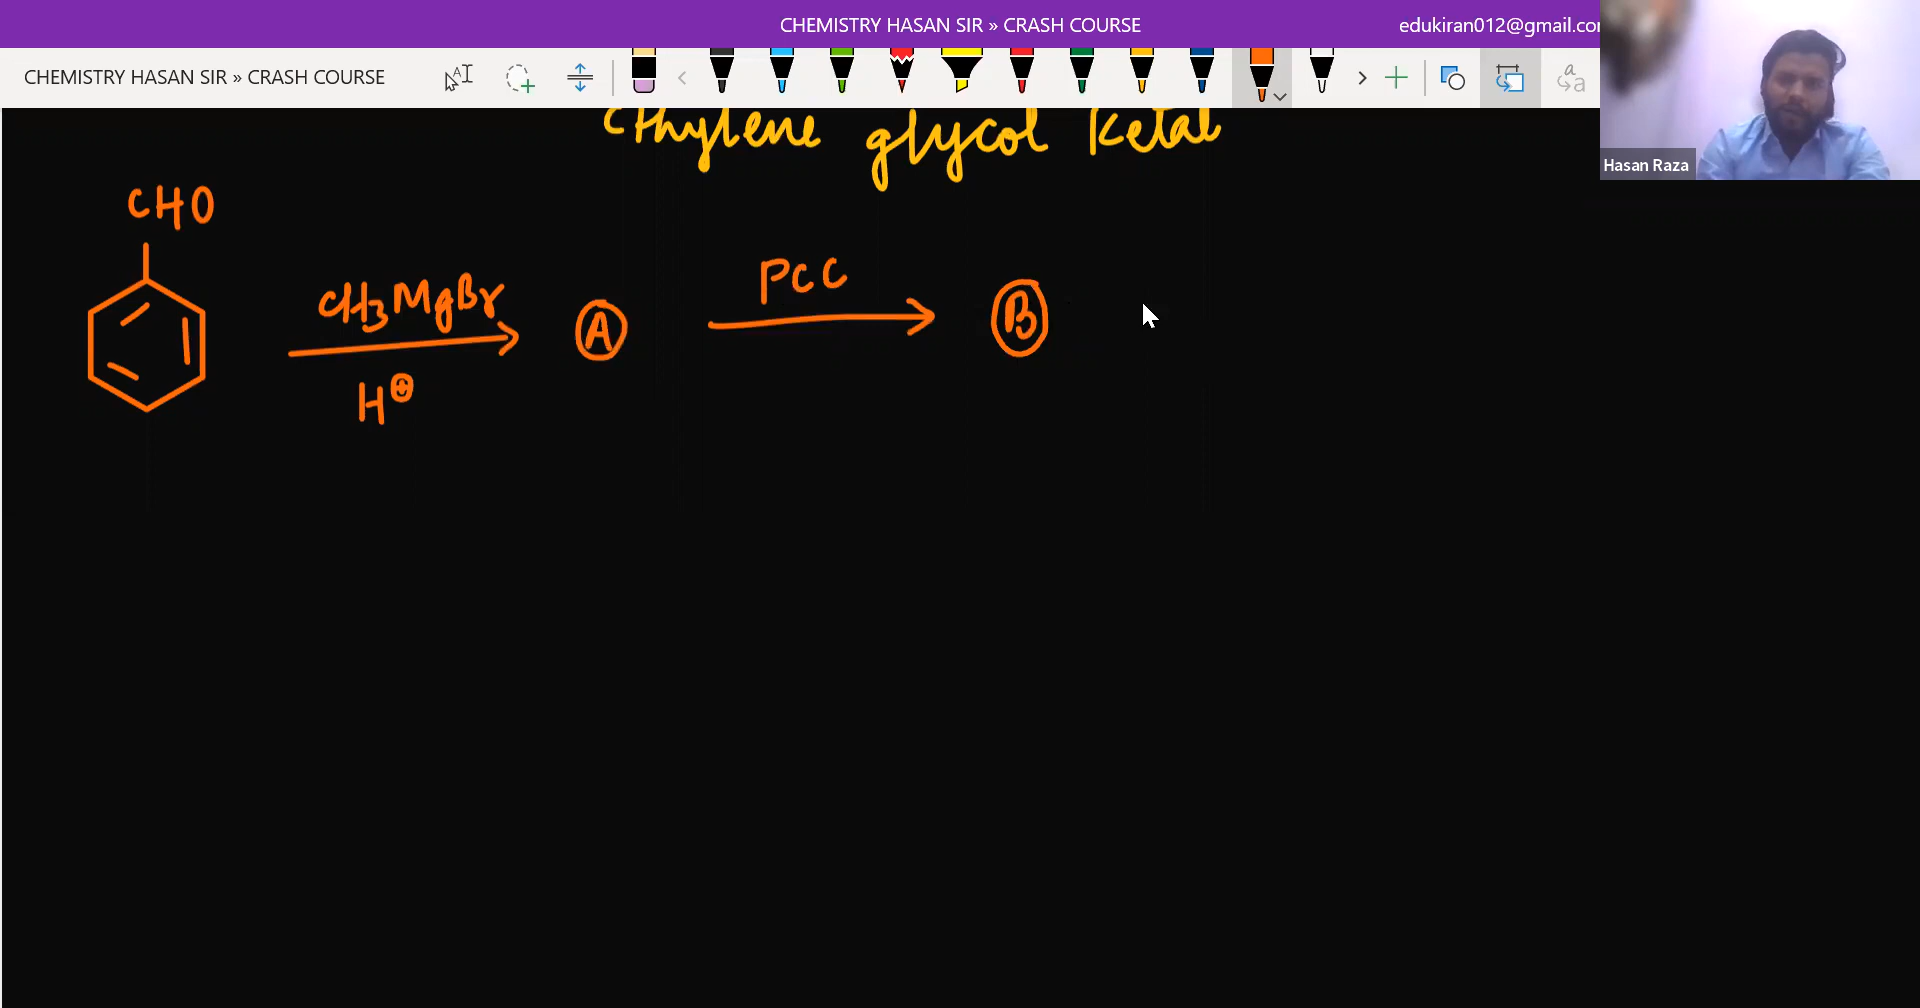 CHEMISTRY HASAN SIR » CRASH COURSE
edukiran012@gmail.co
CHEMISTRY HASAN SIR » CRASH COURSE
Hasan Raza
Ethylene glycol Ketal
CHO
CH3MgBr
H⊕
A
PCC
B